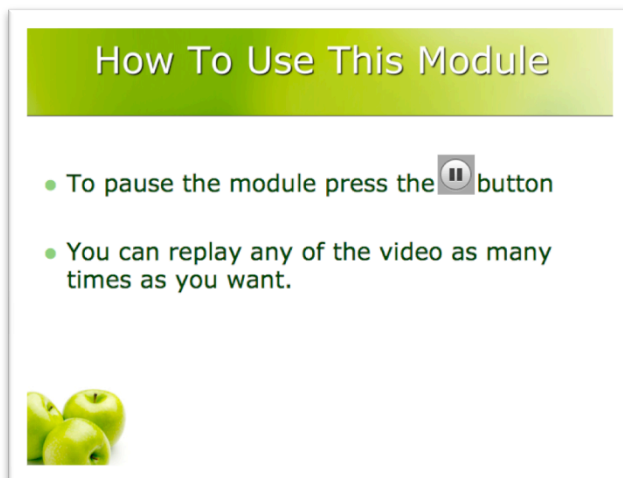 How To Use This Module
To pause the module press the button
You can replay any of the video as many
times as you want.